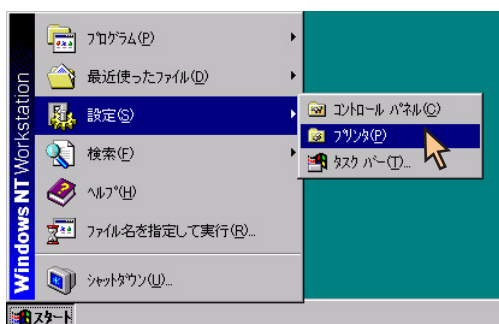 Windows NT Workstation
ﾌﾟﾛｸﾞﾗﾑ(P)
最近使ったﾌｧｲﾙ(D)
設定(S)
検索(F)
ﾍﾙﾌﾟ(H)
ﾌｧｲﾙ名を指定して実行(R)...
ｼｬｯﾄﾀﾞｳﾝ(U)...
ｺﾝﾄﾛｰﾙ ﾊﾟﾈﾙ(C)
ﾌﾟﾘﾝﾀ(P)
ﾀｽｸ ﾊﾞｰ(T)...
スタート